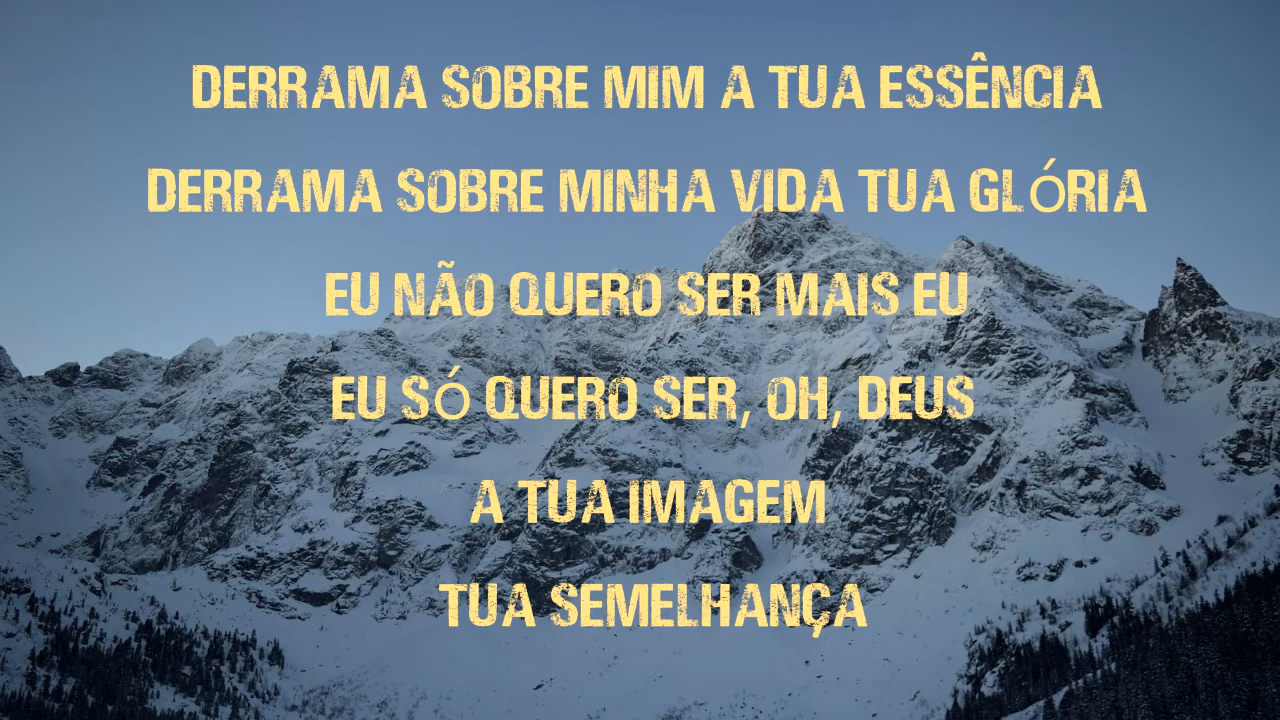 DERRAMA SOBRE MIM A TUA ESSÊNCIA
DERRAMA SOBRE MINHA VIDA TUA GLÓRIA
EU NÃO QUERO SER MAIS EU
EU SÓ QUERO SER, OH, DEUS
A TUA IMAGEM
TUA SEMELHANÇA